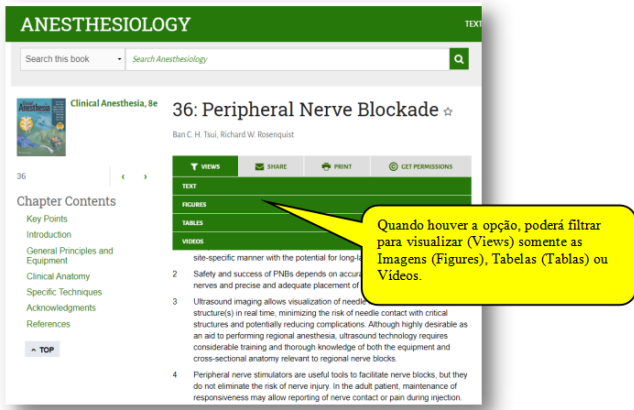 ANESTHESIOLOGY
TEXT
Search this book
Search Anesthesiology
Clinical Anesthesia, 8e
36: Peripheral Nerve Blockade
Ban C. H. Tsui, Richard W. Rosenquist
36
VIEWS SHARE PRINT GET PERMISSIONS
TEXT
FIGURES
TABLES
VIDEOS
Chapter Contents
Key Points
Introduction
General Principles and
Equipment
Clinical Anatomy
Specific Techniques
Acknowledgments
References
TOP
site-specific manner with the potential for long-la
2 Safety and success of PNBs depends on accura
nerves and precise and adequate placement of
3 Ultrasound imaging allows visualization of needle
structure(s) in real time, minimizing the risk of needle contact with critical
structures and potentially reducing complications. Although highly desirable as
an aid to performing regional anesthesia, ultrasound technology requires
considerable training and thorough knowledge of both the equipment and
cross-sectional anatomy relevant to regional nerve blocks.
4 Peripheral nerve stimulators are useful tools to facilitate nerve blocks, but they
do not eliminate the risk of nerve injury. In the adult patient, maintenance of
responsiveness may allow reporting of nerve contact or pain during injection.
Quando houver a opção, poderá filtrar
para visualizar (Views) somente as
Imagens (Figures), Tabelas (Tablas) ou
Vídeos.